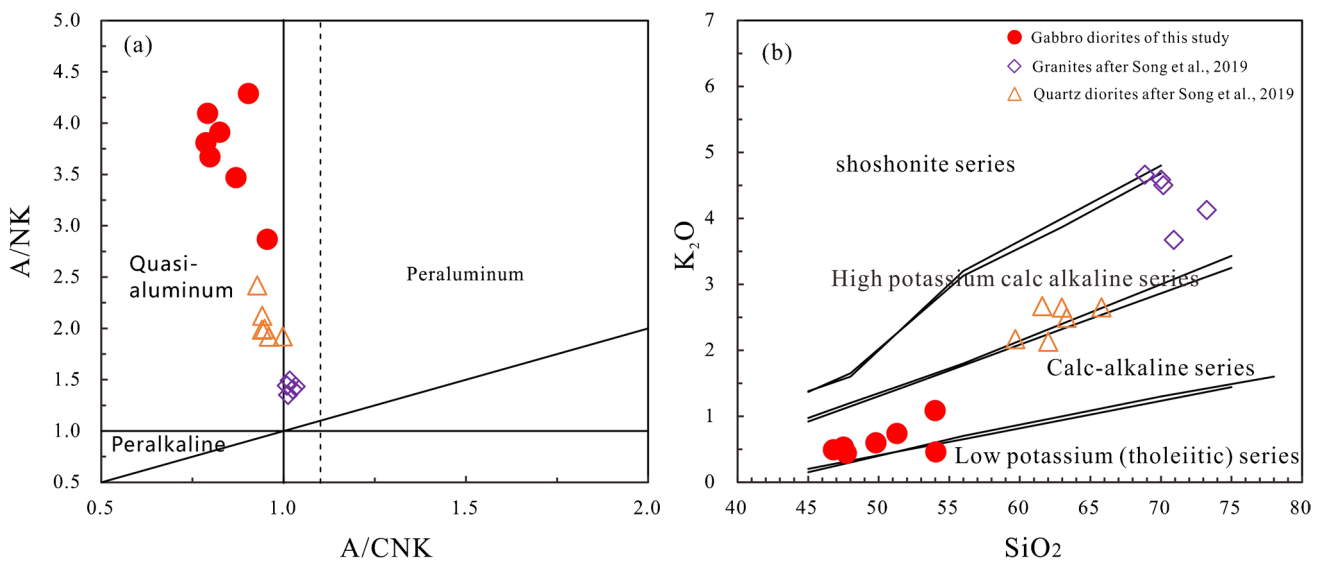 (a)
5.0
4.5
4.0
3.5
3.0
2.5
2.0
1.5
1.0
0.5
A/NK
Quasi-
aluminum
Peraluminum
Peralkaline
0.5
1.0
1.5
2.0
A/CNK
(b)
7
6
5
4
3
2
1
0
K₂O
Gabbro diorites of this study
Granites after Song et al., 2019
Quartz diorites after Song et al., 2019
shoshonite series
High potassium calc alkaline series
Calc-alkaline series
Low potassium (tholeiitic) series
40
45
50
55
60
65
70
75
80
SiO₂